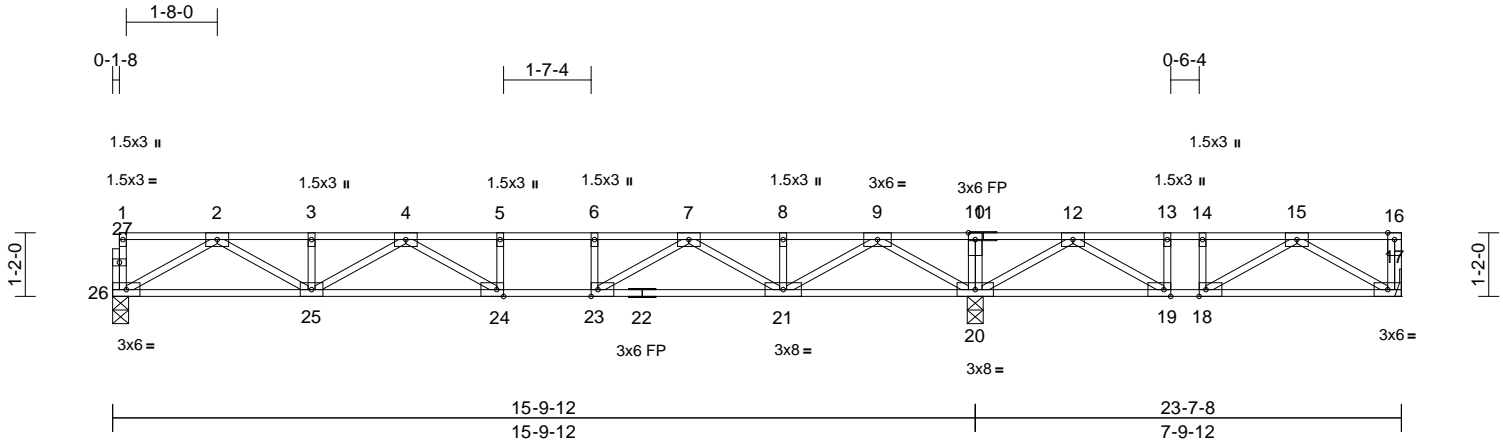 1-8-0
0-1-8
1-7-4
0-6-4
1.5x3 ॥
1.5x3 ॥
1.5x3 =
1.5x3 ॥
1.5x3 ॥
1.5x3 ॥
1.5x3 ॥
3x6 =
3x6 FP
1.5x3 ॥
1 2 3 4 5 6 7 8 9 10 11 12 13 14 15 16
27
17
1-2-0
1-2-0
26
25 24 23 22 21 20 19 18
3x6 =
3x6 FP
3x8 =
3x8 =
3x6 =
15-9-12 23-7-8
15-9-12 7-9-12